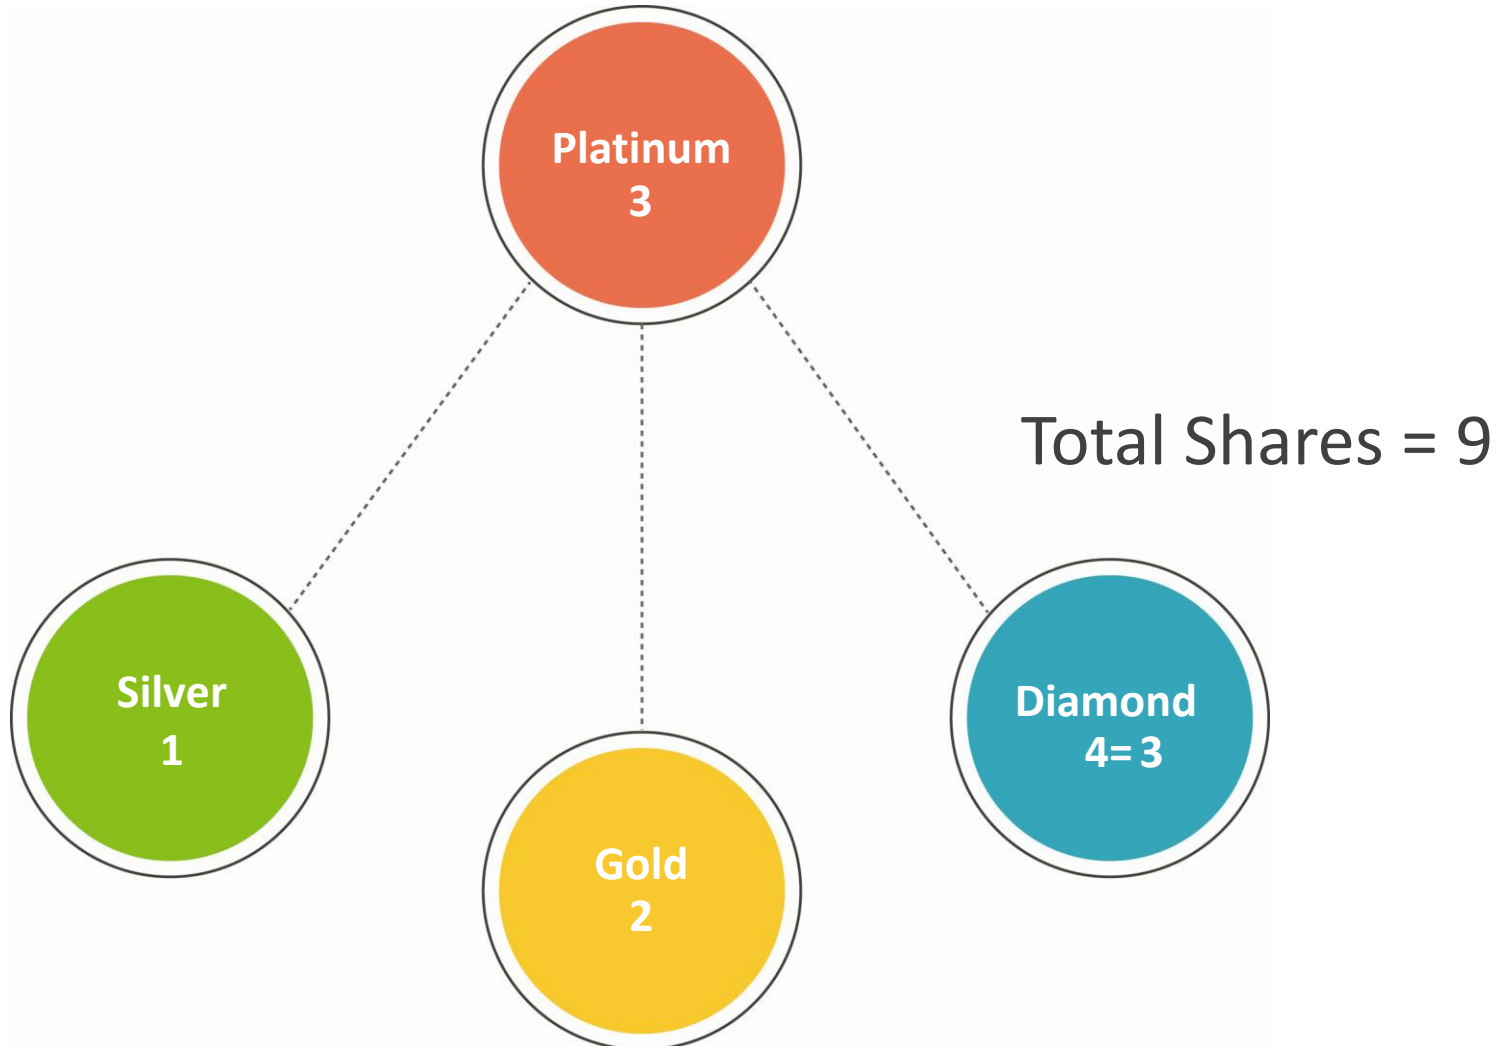 Platinum
3
Total Shares = 9
Silver
1
Diamond
4= 3
Gold
2